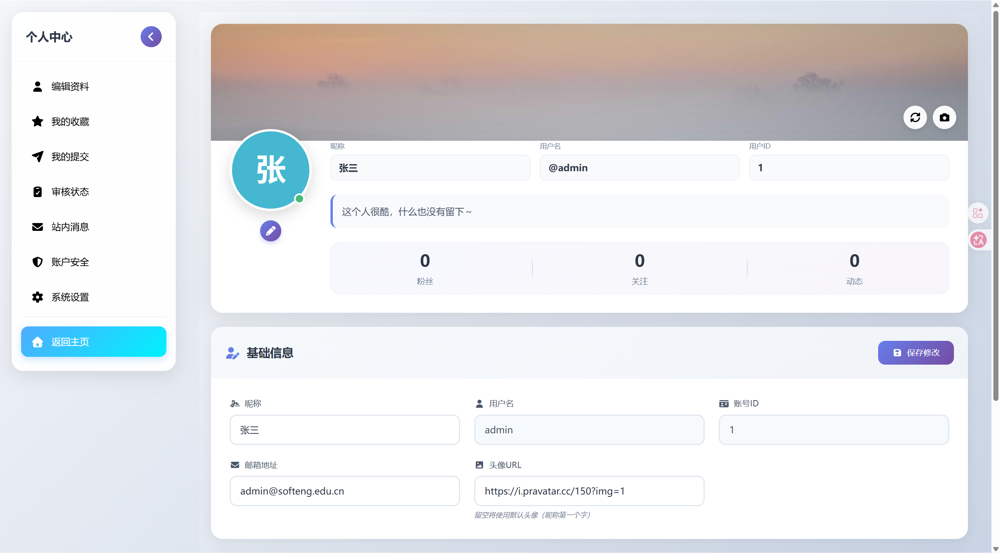 个人中心
编辑资料
我的收藏
我的提交
审核状态
站内消息
账户安全
系统设置
返回主页
张
昵称
张三
用户名
@admin
用户ID
1
这个人很酷，什么也没有留下～
0
粉丝
0
关注
0
动态
基础信息
保存修改
昵称
张三
用户名
admin
账号ID
1
邮箱地址
admin@softeng.edu.cn
头像URL
https://i.pravatar.cc/150?img=1
留空将使用默认头像（昵称第一个字）